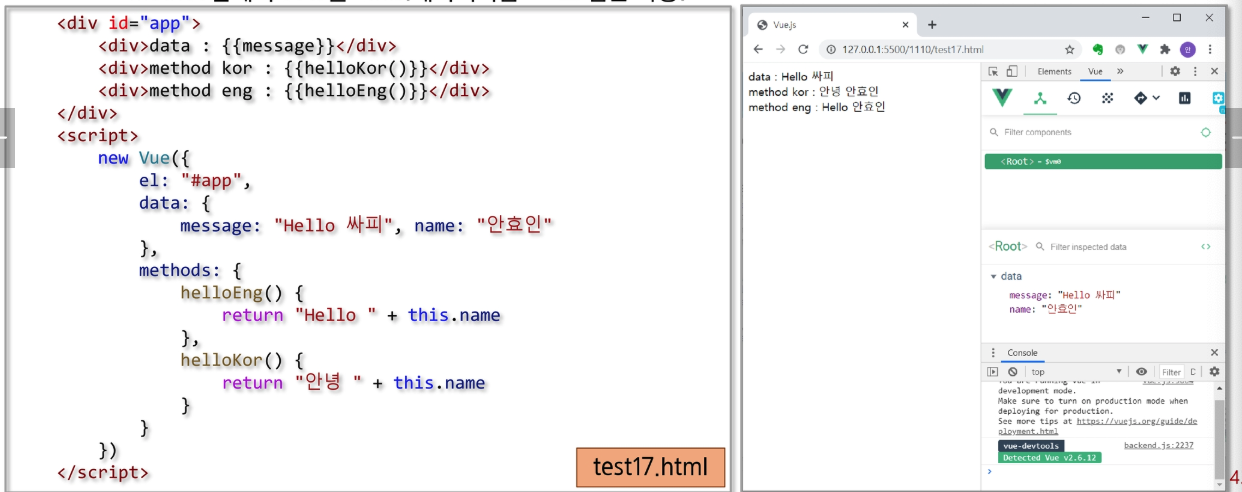 <div id="app">
<div>data : {{message}}</div>
<div>method kor : {{helloKor()}}</div>
<div>method eng : {{helloEng()}}</div>
</div>
<script>
new Vue({
el: "#app",
data: {
message: "Hello 싸피", name: "안효인"
},
methods: {
helloEng() {
return "Hello " + this.name
},
helloKor() {
return "안녕 " + this.name
}
}
})
</script>
test17.html
Vue.js
127.0.0.1:5500/1110/test17.html
data : Hello 싸피
method kor : 안녕 안효인
method eng : Hello 안효인
Elements Vue
Filter components
<Root> = $vm0
<Root> Filter inspected data
data
message: "Hello 싸피"
name: "안효인"
Console
top Filter
development mode.
Make sure to turn on production mode when
deploying for production.
See more tips at https://vuejs.org/guide/de
ployment.html
vue-devtools backend.js:2237
Detected Vue v2.6.12
4.